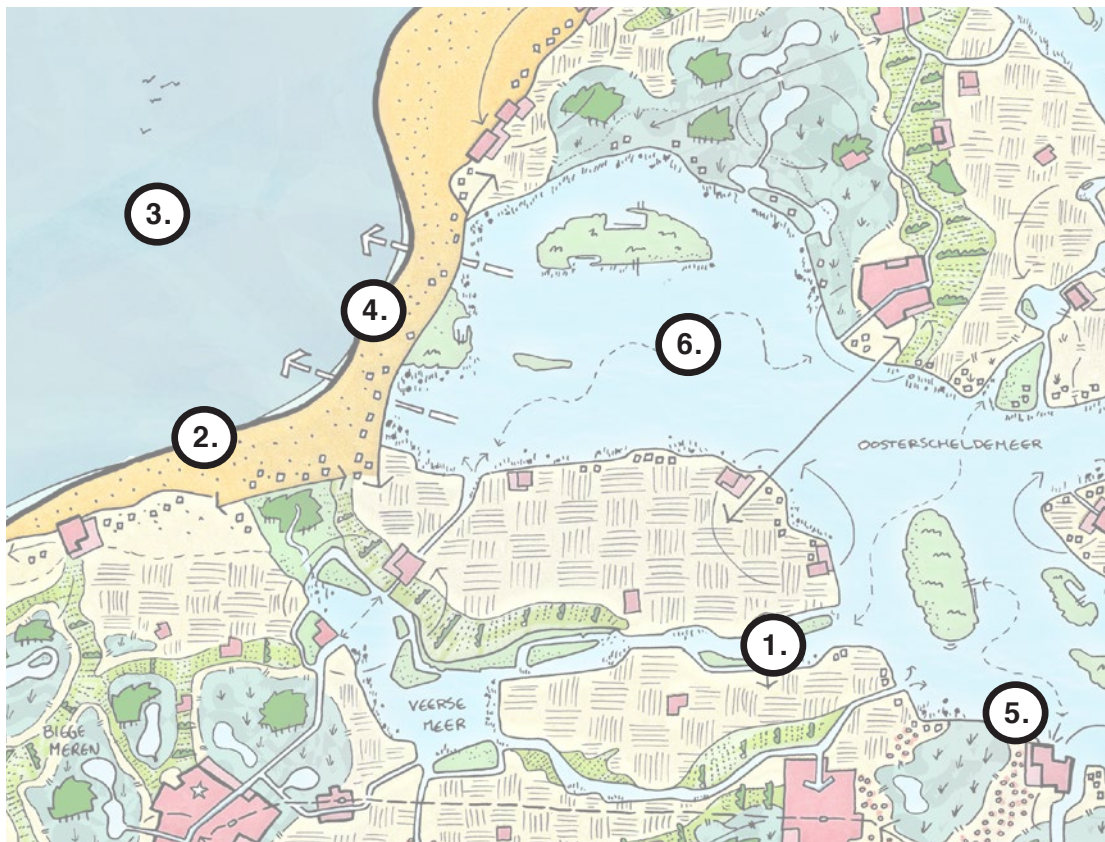 3.
4.
6.
2.
OOSTERSCHELDEMEER
1.
VEERSE
MEER
5.
BIGGE
MEREN